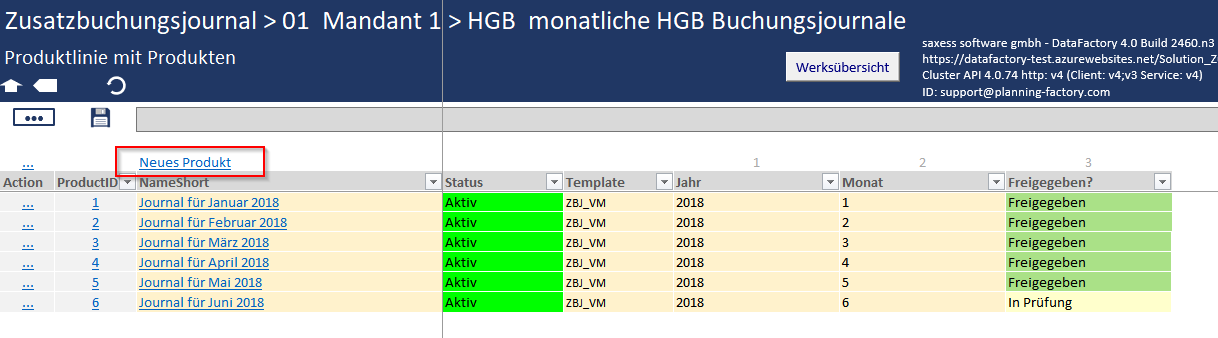 Zusatzbuchungsjournal > 01 Mandant 1 > HGB monatliche HGB Buchungsjournale
Produktlinie mit Produkten
Werksübersicht
saxess software gmbh - DataFactory 4.0 Build 2460.n3
https://datafactory-test.azurewebsites.net/Solution_Z
Cluster API 4.0.74 http: v4 (Client: v4;v3 Service: v4)
ID: support@planning-factory.com
... Neues Produkt 1 2 3
Action ProductID NameShort Status Template Jahr Monat Freigegeben?
... 1 Journal für Januar 2018 Aktiv ZBJ_VM 2018 1 Freigegeben
... 2 Journal für Februar 2018 Aktiv ZBJ_VM 2018 2 Freigegeben
... 3 Journal für März 2018 Aktiv ZBJ_VM 2018 3 Freigegeben
... 4 Journal für April 2018 Aktiv ZBJ_VM 2018 4 Freigegeben
... 5 Journal für Mai 2018 Aktiv ZBJ_VM 2018 5 Freigegeben
... 6 Journal für Juni 2018 Aktiv ZBJ_VM 2018 6 In Prüfung